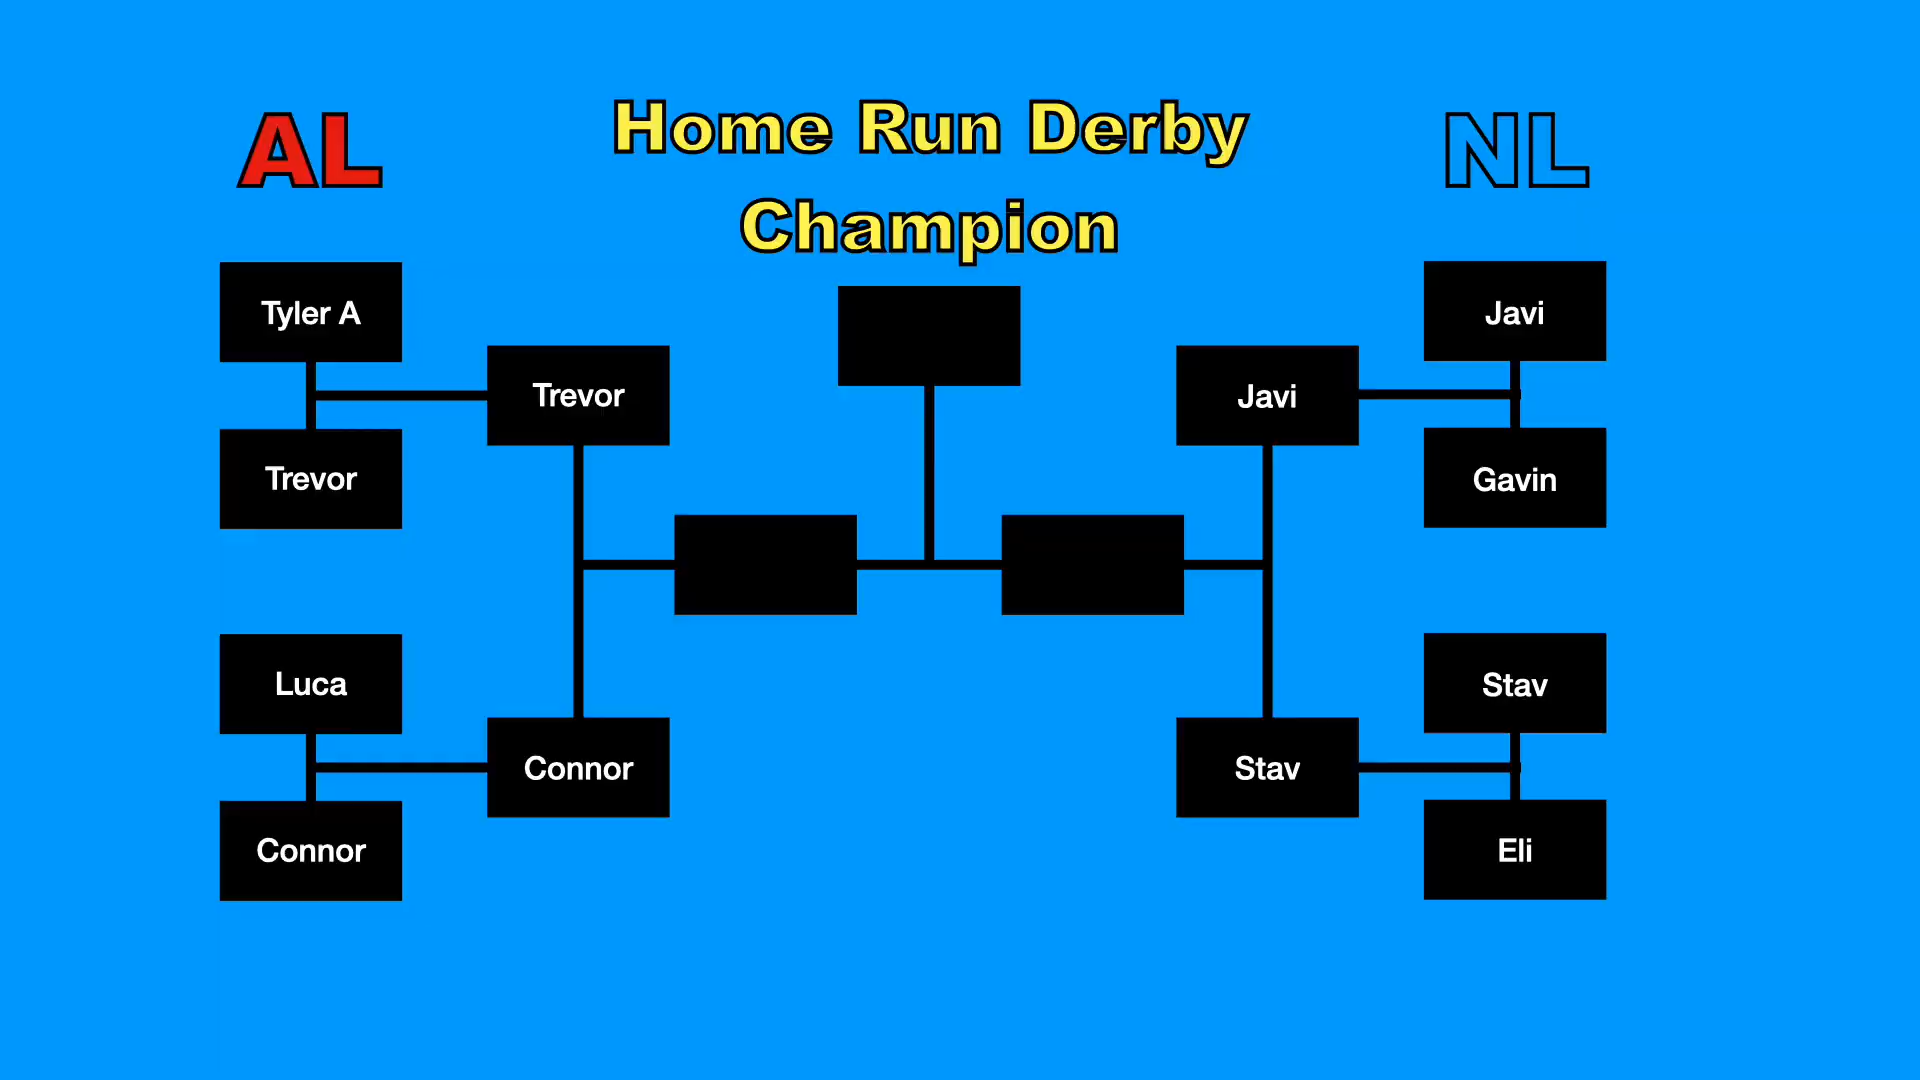 AL
Home Run Derby
Champion
NL
Tyler A
Trevor
Trevor
Luca
Connor
Connor
Javi
Javi
Gavin
Stav
Stav
Eli